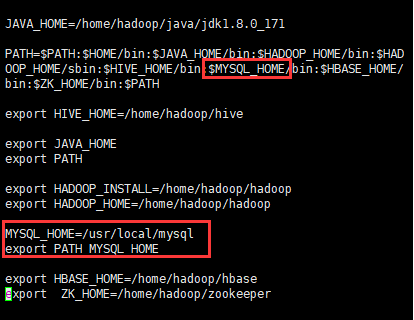 JAVA_HOME=/home/hadoop/java/jdk1.8.0_171
PATH=$PATH:$HOME/bin:$JAVA_HOME/bin:$HADOOP_HOME/bin:$HAD
OOP_HOME/sbin:$HIVE_HOME/bin:$MYSQL_HOME/bin:$HBASE_HOME/
bin:$ZK_HOME/bin:$PATH
export HIVE_HOME=/home/hadoop/hive
export JAVA_HOME
export PATH
export HADOOP_INSTALL=/home/hadoop/hadoop
export HADOOP_HOME=/home/hadoop/hadoop
MYSQL_HOME=/usr/local/mysql
export PATH MYSQL_HOME
export HBASE_HOME=/home/hadoop/hbase
export  ZK_HOME=/home/hadoop/zookeeper